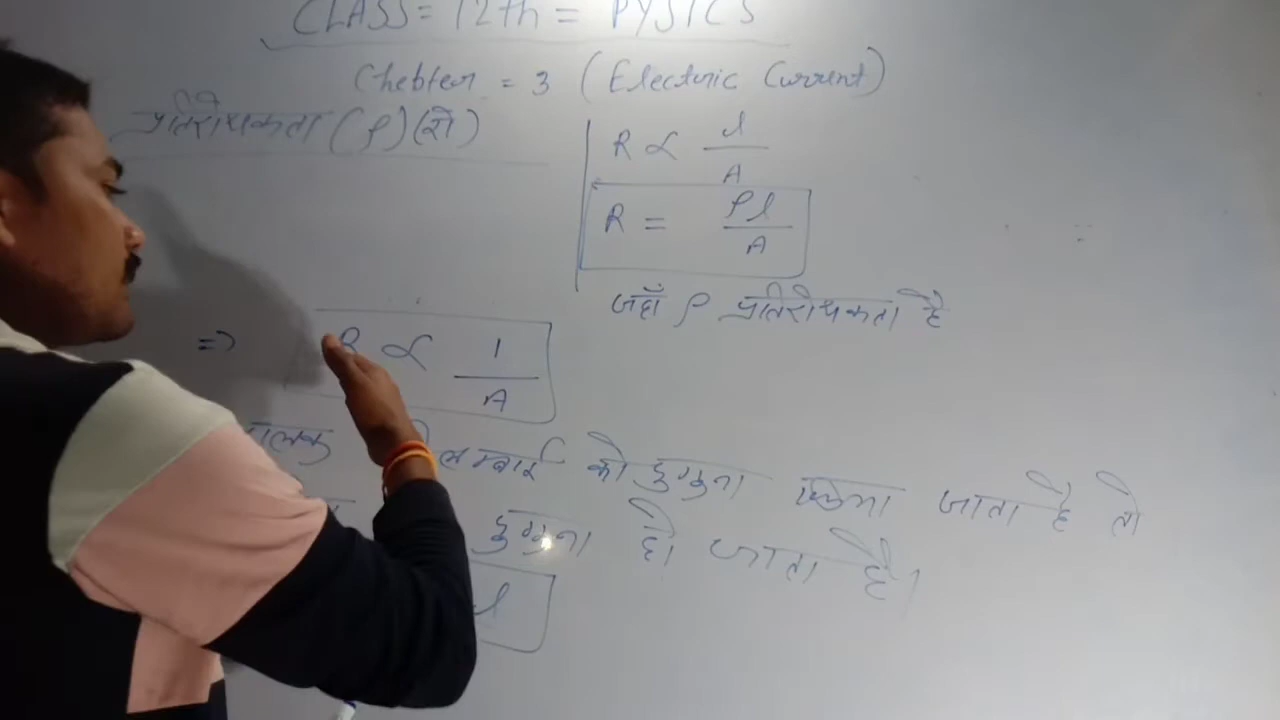 CLASS = 12th = PYSICS
Chebter = 3 (Electric Current)
प्रतिरोधकता (ρ) (रो)
R ∝ l/A
R = ρl/A
जहाँ ρ प्रतिरोधकता है
⇒ R ∝ 1/A
लम्बाई को दुगुना किया जाता है तो
दुगुना हो जाता है।
l